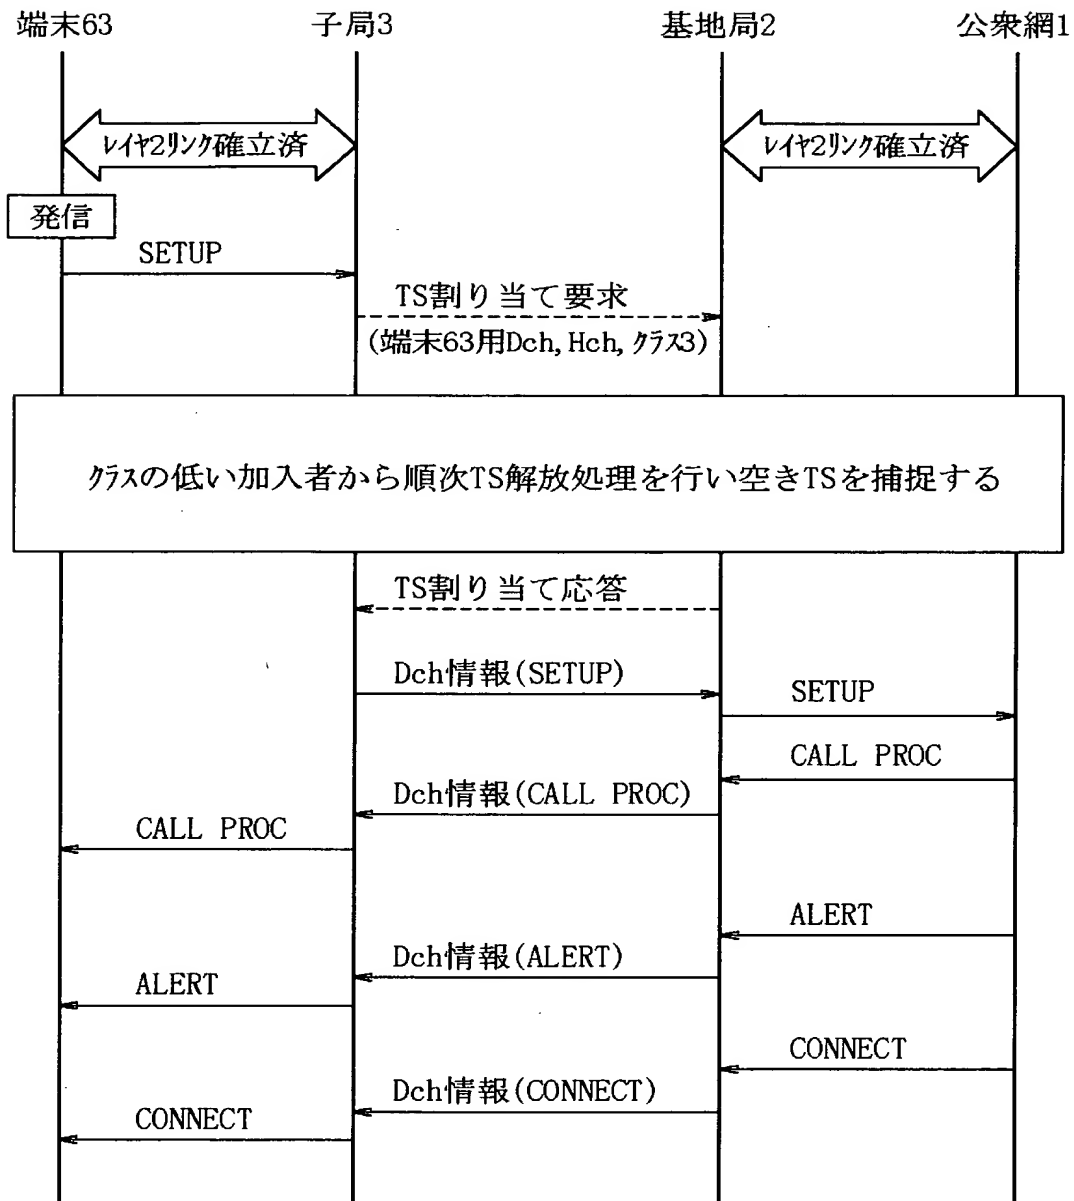 端末63 子局3 基地局2 公衆網1
ﾚｲﾔ2ﾘﾝｸ確立済 ﾚｲﾔ2ﾘﾝｸ確立済
発信
SETUP
TS割り当て要求
(端末63用Dch, Hch, ｸﾗｽ3)
ｸﾗｽの低い加入者から順次TS解放処理を行い空きTSを捕捉する
TS割り当て応答
Dch情報(SETUP)
SETUP
CALL PROC
Dch情報(CALL PROC)
CALL PROC
ALERT
Dch情報(ALERT)
ALERT
CONNECT
Dch情報(CONNECT)
CONNECT